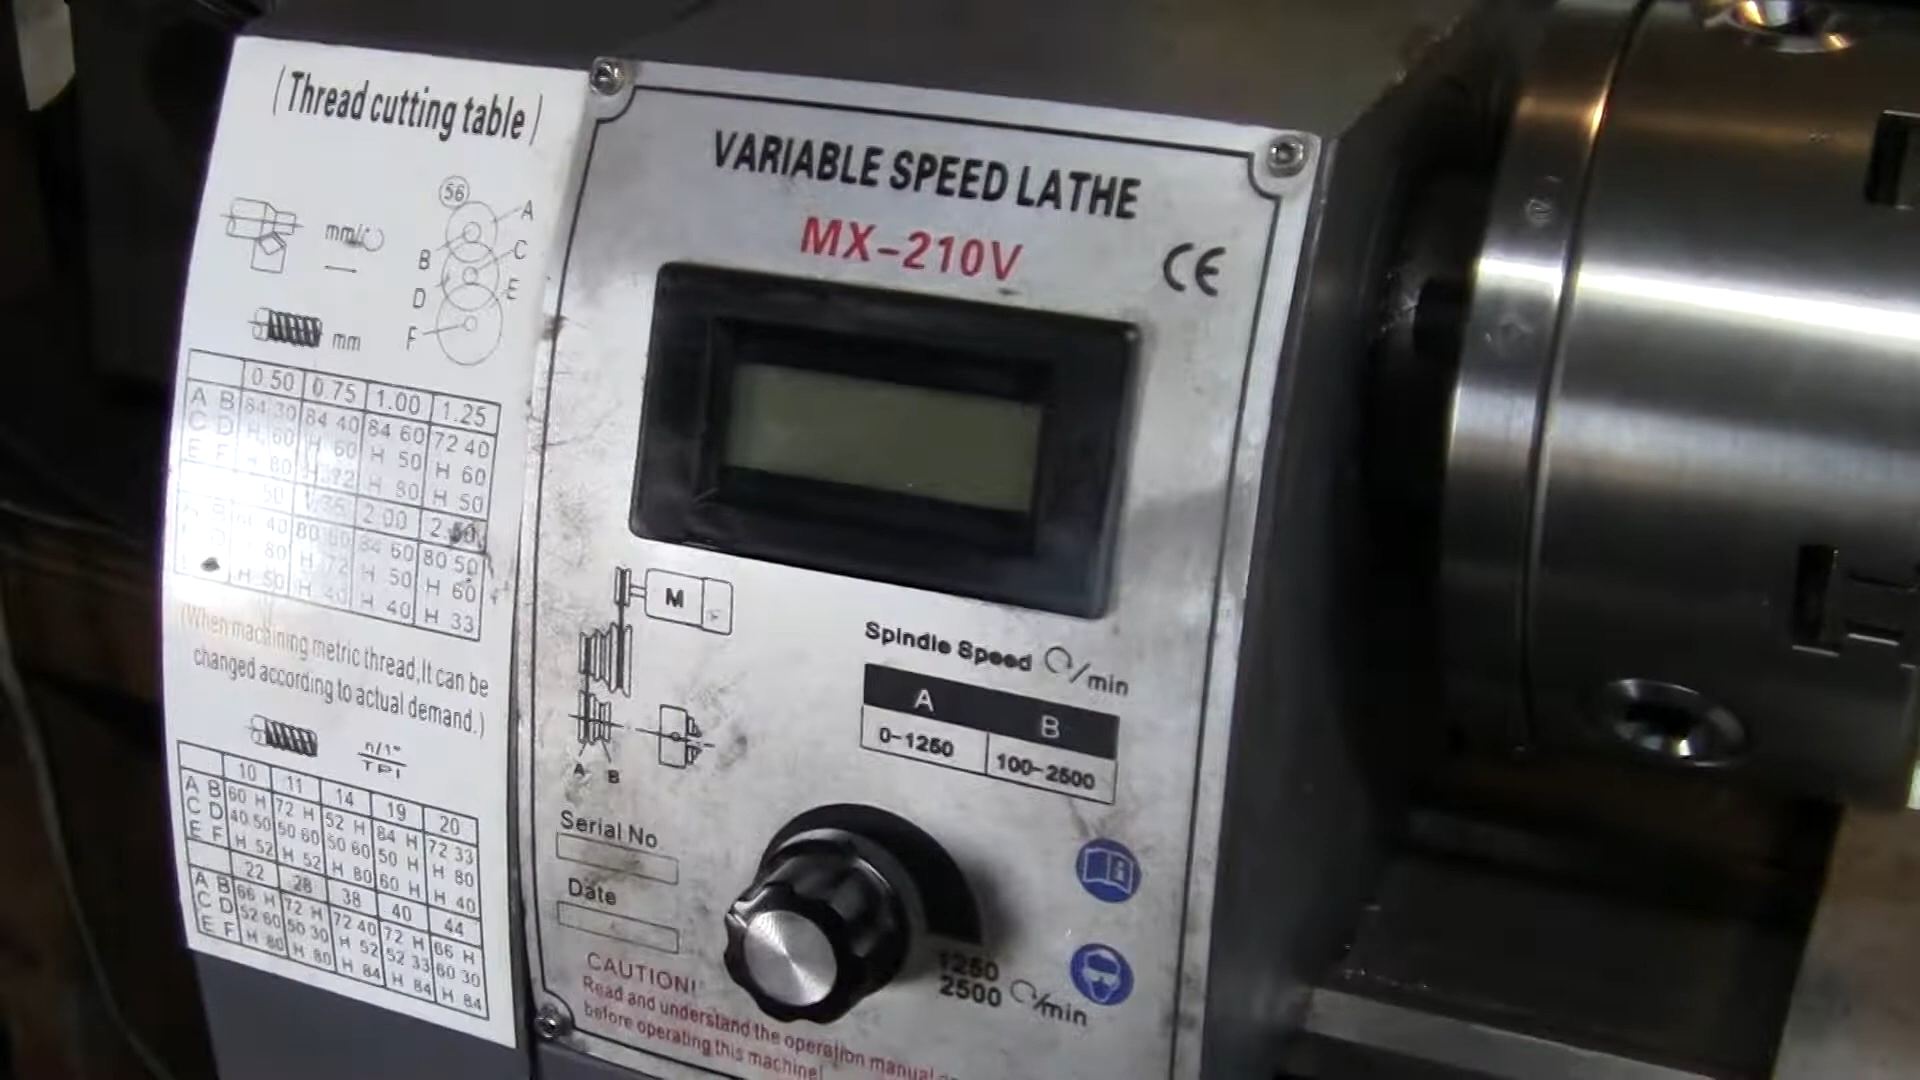 ( Thread cutting table )
56
A
B
C
D
E
F
mm/
mm
0.50 0.75 1.00 1.25
A B 84 30 84 40 84 60 72 40
C D H 60 H 60 H 50 H 60
E F H 80 H 72 H 80 H 50
50 2.00 2.50
40 80 60 84 60 80 50
80 H 72 H 50 H 60
H 50 H 40 H 40 H 33
(When machining metric thread,It can be
changed according to actual demand.)
n/1"
TPI
10 11 14 19 20
A B 60 H 72 H 52 H 84 H 72 33
C D 40 50 50 60 50 60 50 H H 80
E F H 52 H 52 H 80 60 H H 40
22 28 38 40 44
A B 66 H 72 H 72 40 72 H 66 H
C D 52 60 50 30 H 52 52 33 60 30
E F H 80 H 80 H 84 H 84 H 84
VARIABLE SPEED LATHE
MX-210V
CE
M
A B
Spindle Speed /min
A B
0-1250 100-2500
Serial No
Date
1250
2500 /min
CAUTION!
Read and understand the operation manual
before operating this machine!